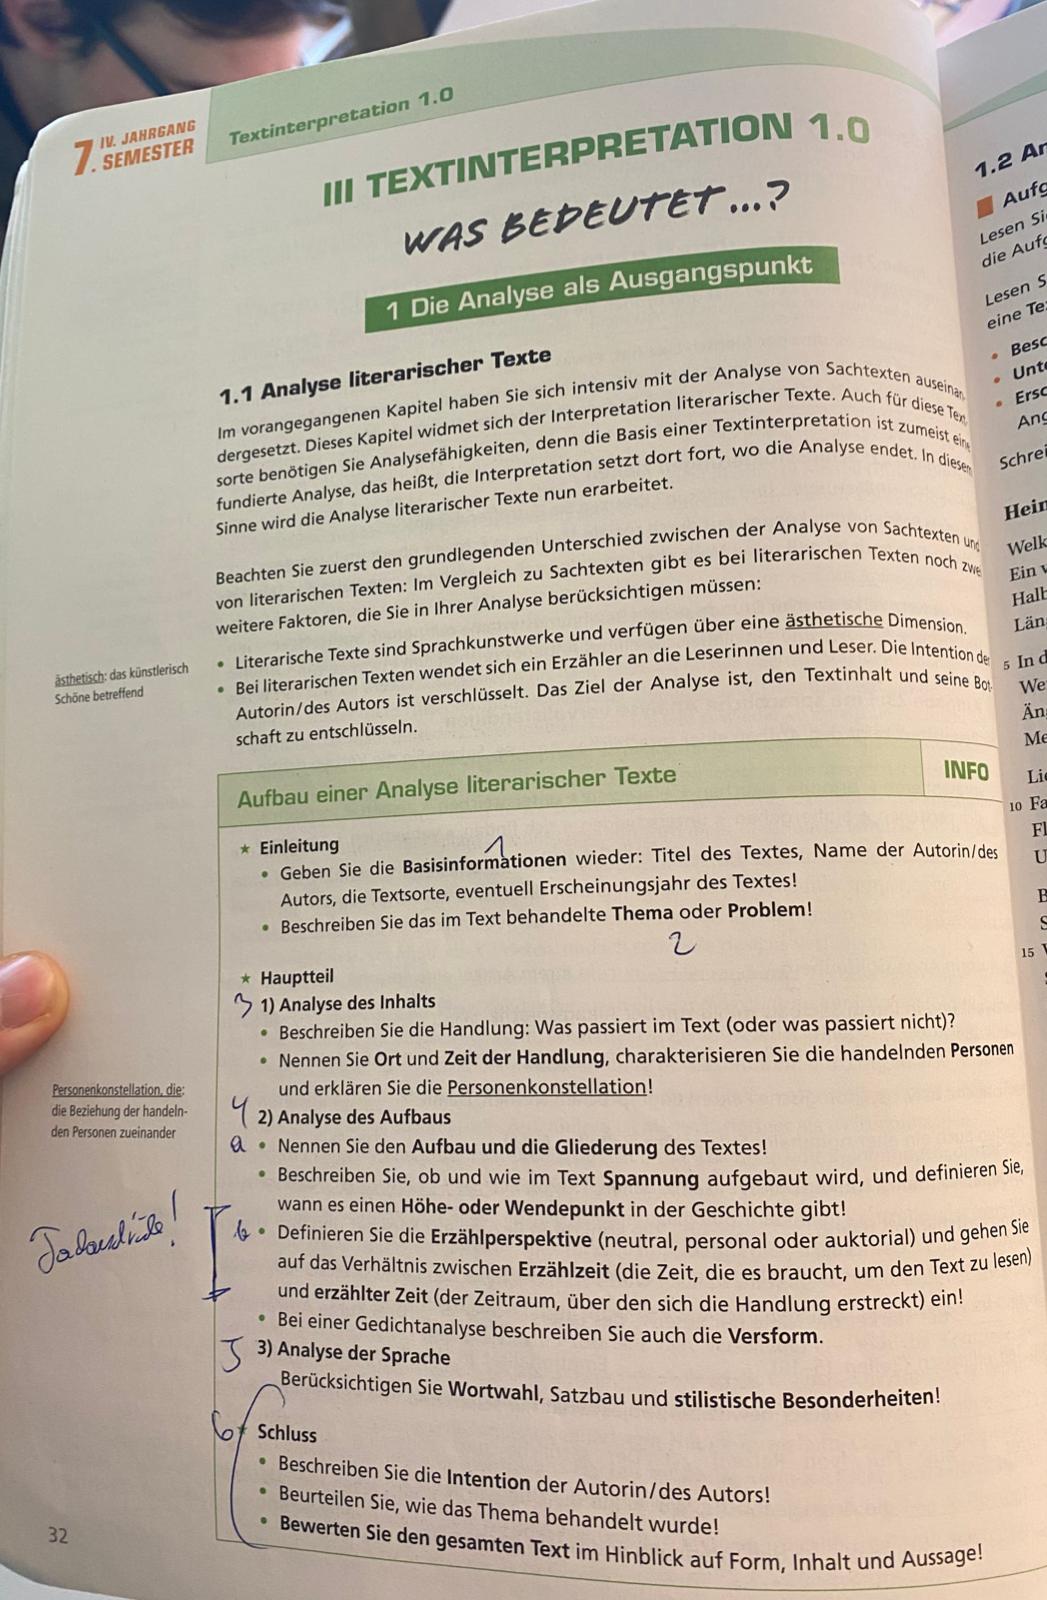 IV. JAHRGANG
7. SEMESTER
Textinterpretation 1.0
III TEXTINTERPRETATION 1.0
WAS BEDEUTET...?
1 Die Analyse als Ausgangspunkt
1.1 Analyse literarischer Texte
Im vorangegangenen Kapitel haben Sie sich intensiv mit der Analyse von Sachtexten auseinan-
dergesetzt. Dieses Kapitel widmet sich der Interpretation literarischer Texte. Auch für diese Text
sorte benötigen Sie Analysefähigkeiten, denn die Basis einer Textinterpretation ist zumeist eine
fundierte Analyse, das heißt, die Interpretation setzt dort fort, wo die Analyse endet. In diesem
Sinne wird die Analyse literarischer Texte nun erarbeitet.
Beachten Sie zuerst den grundlegenden Unterschied zwischen der Analyse von Sachtexten und
von literarischen Texten: Im Vergleich zu Sachtexten gibt es bei literarischen Texten noch zwe
weitere Faktoren, die Sie in Ihrer Analyse berücksichtigen müssen:
• Literarische Texte sind Sprachkunstwerke und verfügen über eine ästhetische Dimension.
• Bei literarischen Texten wendet sich ein Erzähler an die Leserinnen und Leser. Die Intention de
Autorin/des Autors ist verschlüsselt. Das Ziel der Analyse ist, den Textinhalt und seine Bot-
schaft zu entschlüsseln.
ästhetisch: das künstlerisch
Schöne betreffend
Aufbau einer Analyse literarischer Texte
INFO
★ Einleitung
1
• Geben Sie die Basisinformationen wieder: Titel des Textes, Name der Autorin/des
Autors, die Textsorte, eventuell Erscheinungsjahr des Textes!
• Beschreiben Sie das im Text behandelte Thema oder Problem!
2
★ Hauptteil
3 1) Analyse des Inhalts
• Beschreiben Sie die Handlung: Was passiert im Text (oder was passiert nicht)?
• Nennen Sie Ort und Zeit der Handlung, charakterisieren Sie die handelnden Personen
und erklären Sie die Personenkonstellation!
Personenkonstellation, die:
die Beziehung der handeln-
den Personen zueinander
4 2) Analyse des Aufbaus
a • Nennen Sie den Aufbau und die Gliederung des Textes!
• Beschreiben Sie, ob und wie im Text Spannung aufgebaut wird, und definieren Sie,
wann es einen Höhe- oder Wendepunkt in der Geschichte gibt!
b • Definieren Sie die Erzählperspektive (neutral, personal oder auktorial) und gehen Sie
auf das Verhältnis zwischen Erzählzeit (die Zeit, die es braucht, um den Text zu lesen)
und erzählter Zeit (der Zeitraum, über den sich die Handlung erstreckt) ein!
• Bei einer Gedichtanalyse beschreiben Sie auch die Versform.
5 3) Analyse der Sprache
Berücksichtigen Sie Wortwahl, Satzbau und stilistische Besonderheiten!
6 ★ Schluss
• Beschreiben Sie die Intention der Autorin/des Autors!
• Beurteilen Sie, wie das Thema behandelt wurde!
• Bewerten Sie den gesamten Text im Hinblick auf Form, Inhalt und Aussage!
32
1.2 An
Aufg
Lesen Si
die Aufg
Lesen S
eine Te
• Besc
• Unte
• Ersc
Ang
Schrei
Hein
Welk
Ein v
Halb
Län
5 In d
We
Än
Me
Lie
10 Fa
Fl
U
15